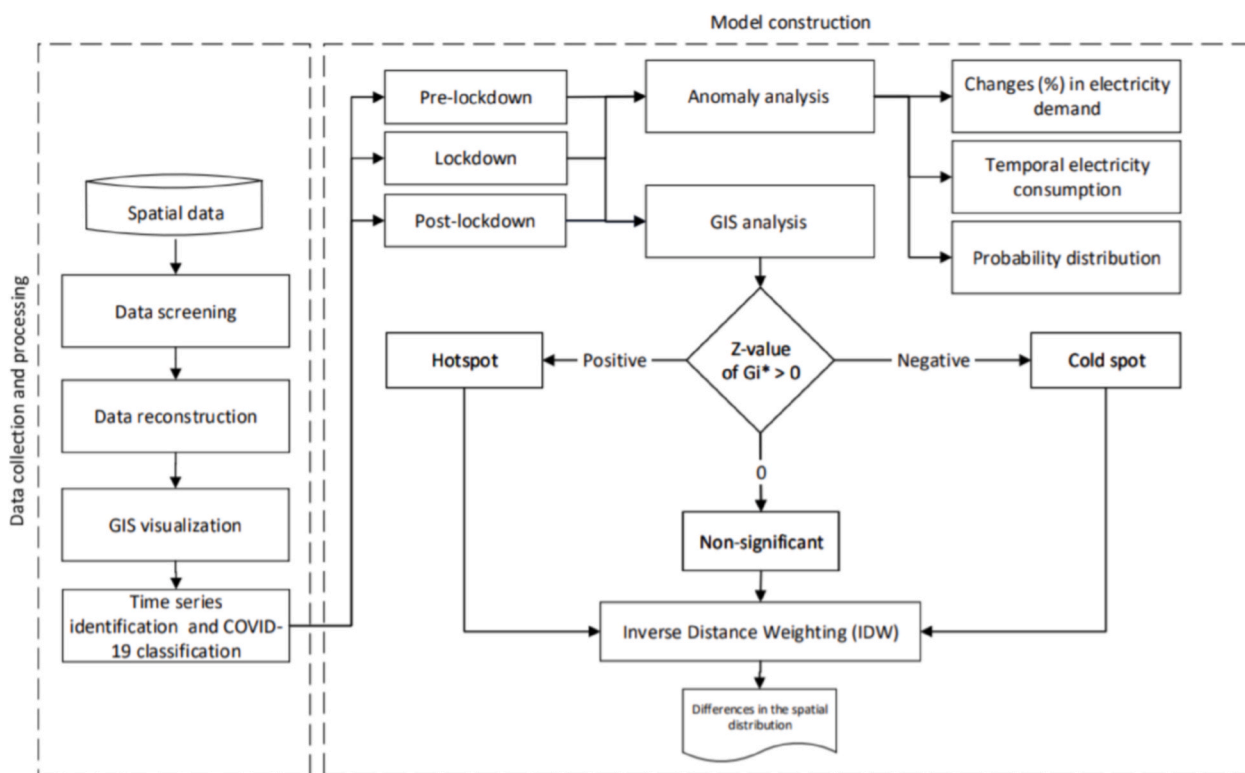 Model construction
Data collection and processing
Spatial data
Data screening
Data reconstruction
GIS visualization
Time series
identification and COVID-
19 classification
Pre-lockdown
Lockdown
Post-lockdown
Anomaly analysis
GIS analysis
Changes (%) in electricity
demand
Temporal electricity
consumption
Probability distribution
Z-value
of Gi* > 0
Positive
Negative
Hotspot
Cold spot
0
Non-significant
Inverse Distance Weighting (IDW)
Differences in the spatial
distribution